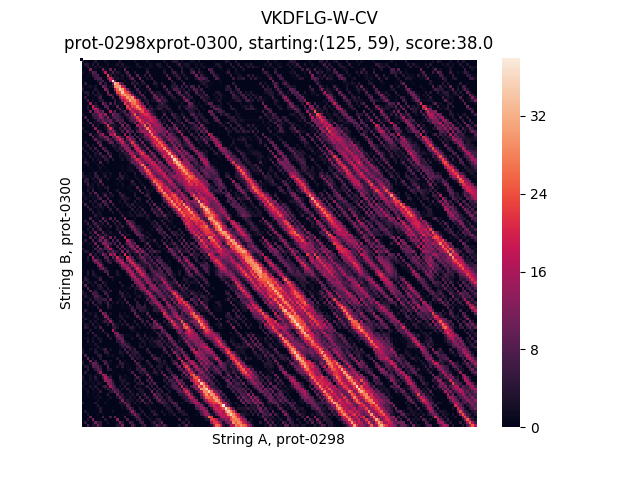 VKDFLG-W-CV
prot-0298xprot-0300, starting:(125, 59), score:38.0
String B, prot-0300
String A, prot-0298
32
24
16
8
0